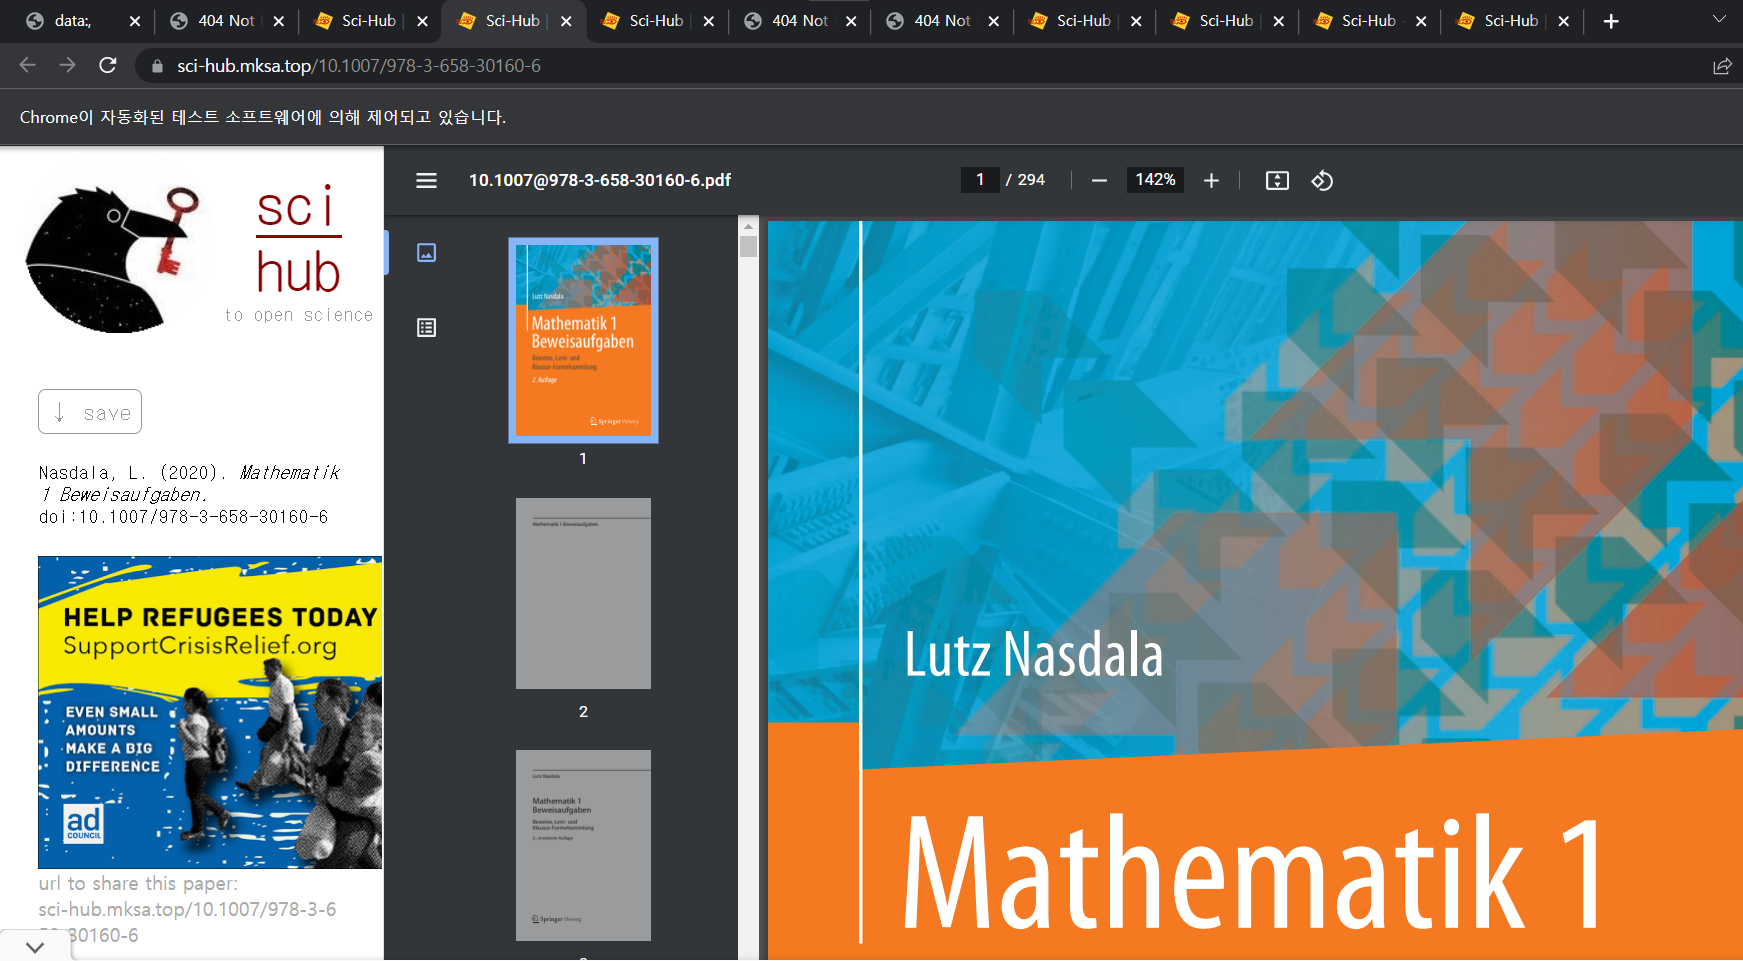 data:,
404 Not
Sci-Hub |
Sci-Hub |
Sci-Hub |
404 Not
404 Not
Sci-Hub |
Sci-Hub |
Sci-Hub -
Sci-Hub |
sci-hub.mksa.top/10.1007/978-3-658-30160-6
Chrome이 자동화된 테스트 소프트웨어에 의해 제어되고 있습니다.
sci
hub
to open science
↓ save
Nasdala, L. (2020). Mathematik
1 Beweisaufgaben.
doi:10.1007/978-3-658-30160-6
HELP REFUGEES TODAY
SupportCrisisRelief.org
EVEN SMALL
AMOUNTS
MAKE A BIG
DIFFERENCE
ad
COUNCIL
url to share this paper:
sci-hub.mksa.top/10.1007/978-3-6
30160-6
10.1007@978-3-658-30160-6.pdf
1 / 294
142%
Lutz Nasdala
Mathematik 1
Beweisaufgaben
Beweise, Lern- und
Klausur-Formelsammlung
2. Auflage
Springer Vieweg
1
Mathematik 1 Beweisaufgaben
2
Lutz Nasdala
Mathematik 1
Beweisaufgaben
Beweise, Lern- und
Klausur-Formelsammlung
Springer Vieweg
Lutz Nasdala
Mathematik 1